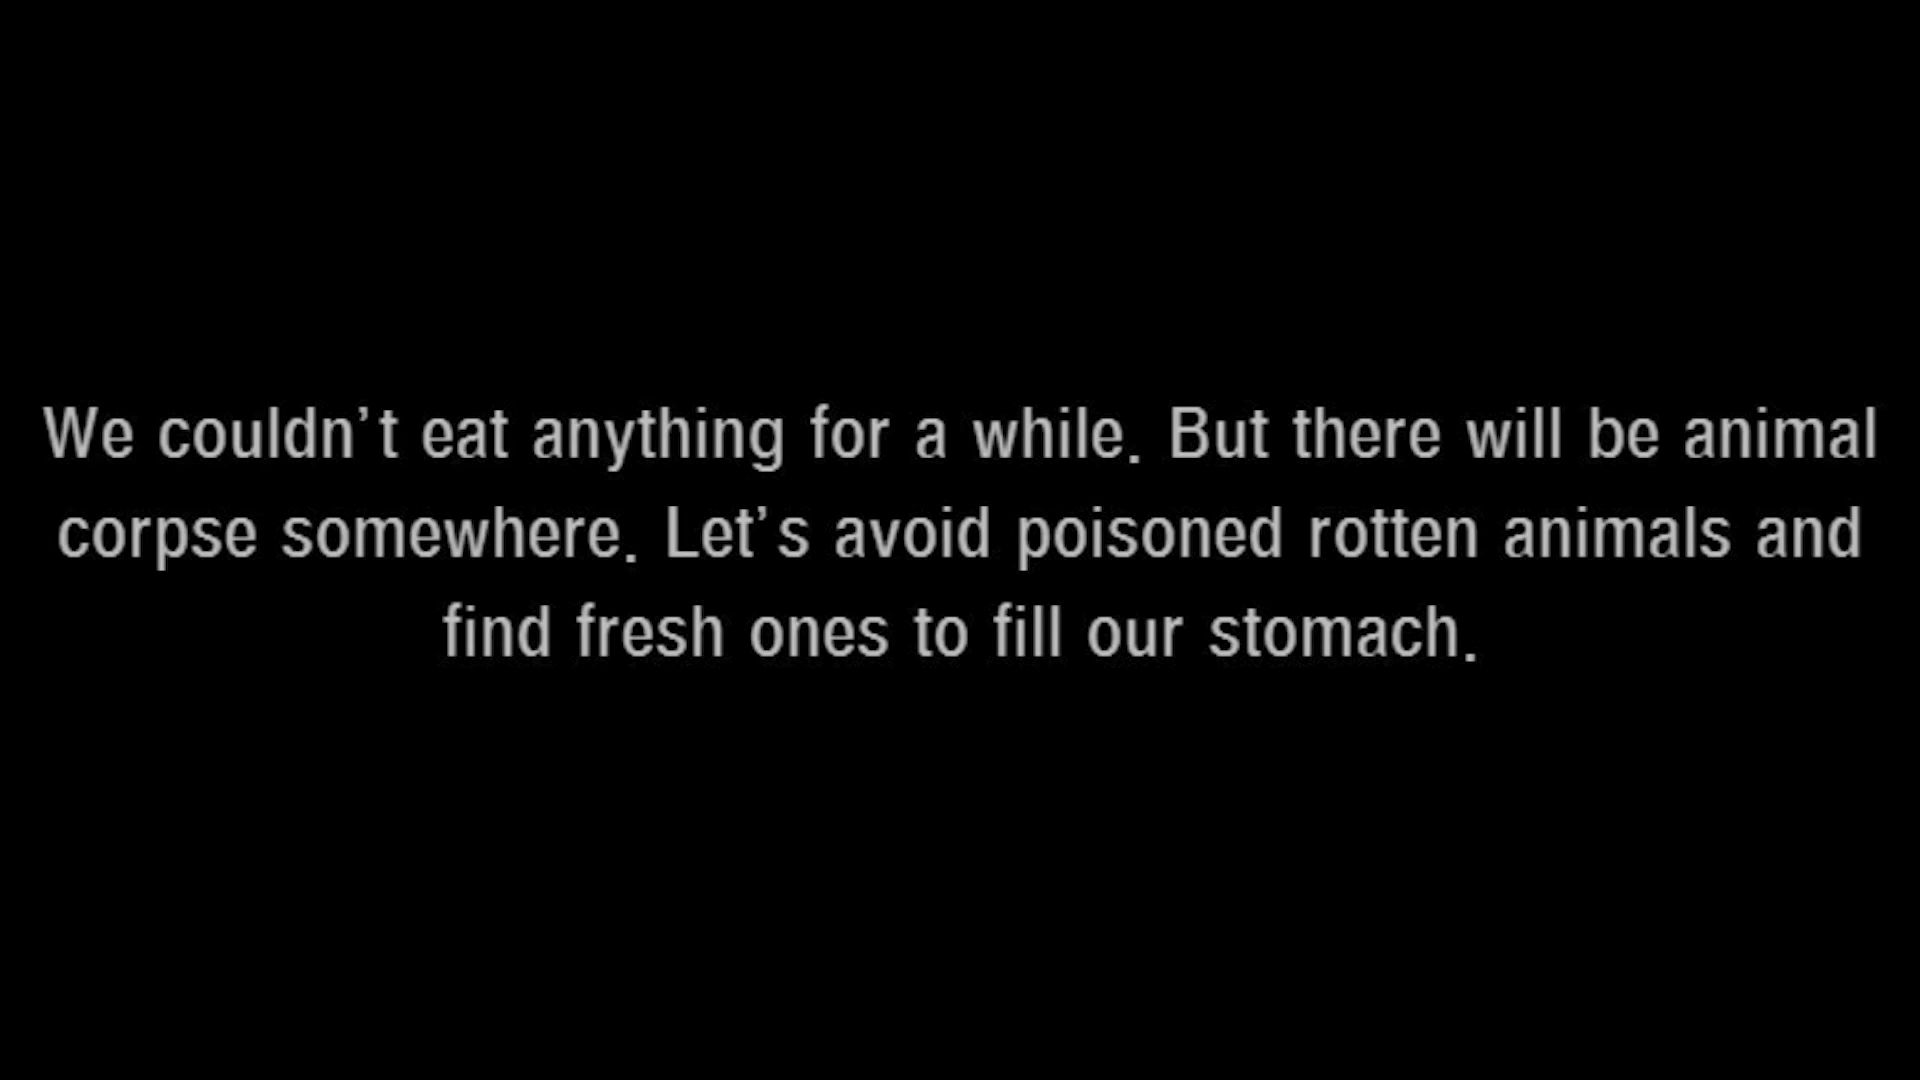 We couldn’t eat anything for a while. But there will be animal
corpse somewhere. Let’s avoid poisoned rotten animals and
find fresh ones to fill our stomach.